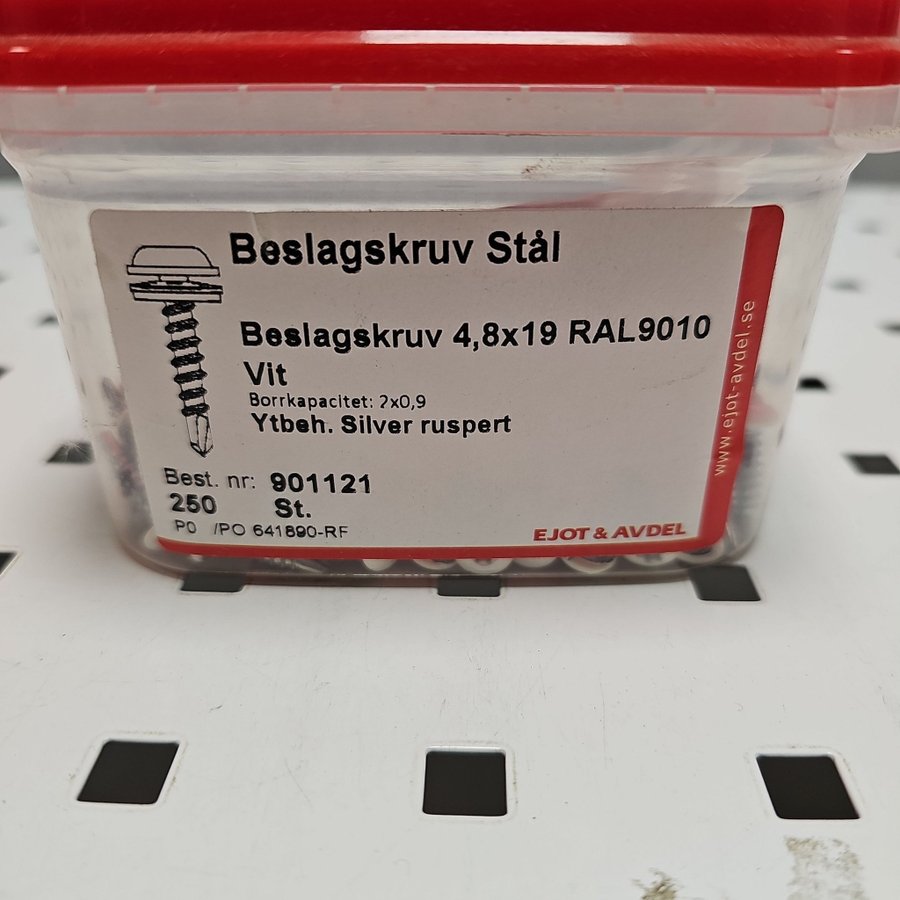 Beslagskruv Stål
Beslagskruv 4,8x19 RAL9010
Vit
Borrkapacitet: 2x0,9
Ytbeh. Silver ruspert
Best. nr: 901121
250 St.
P0 /PO 641890-RF
EJOT & AVDEL
www.ejot-avdel.se